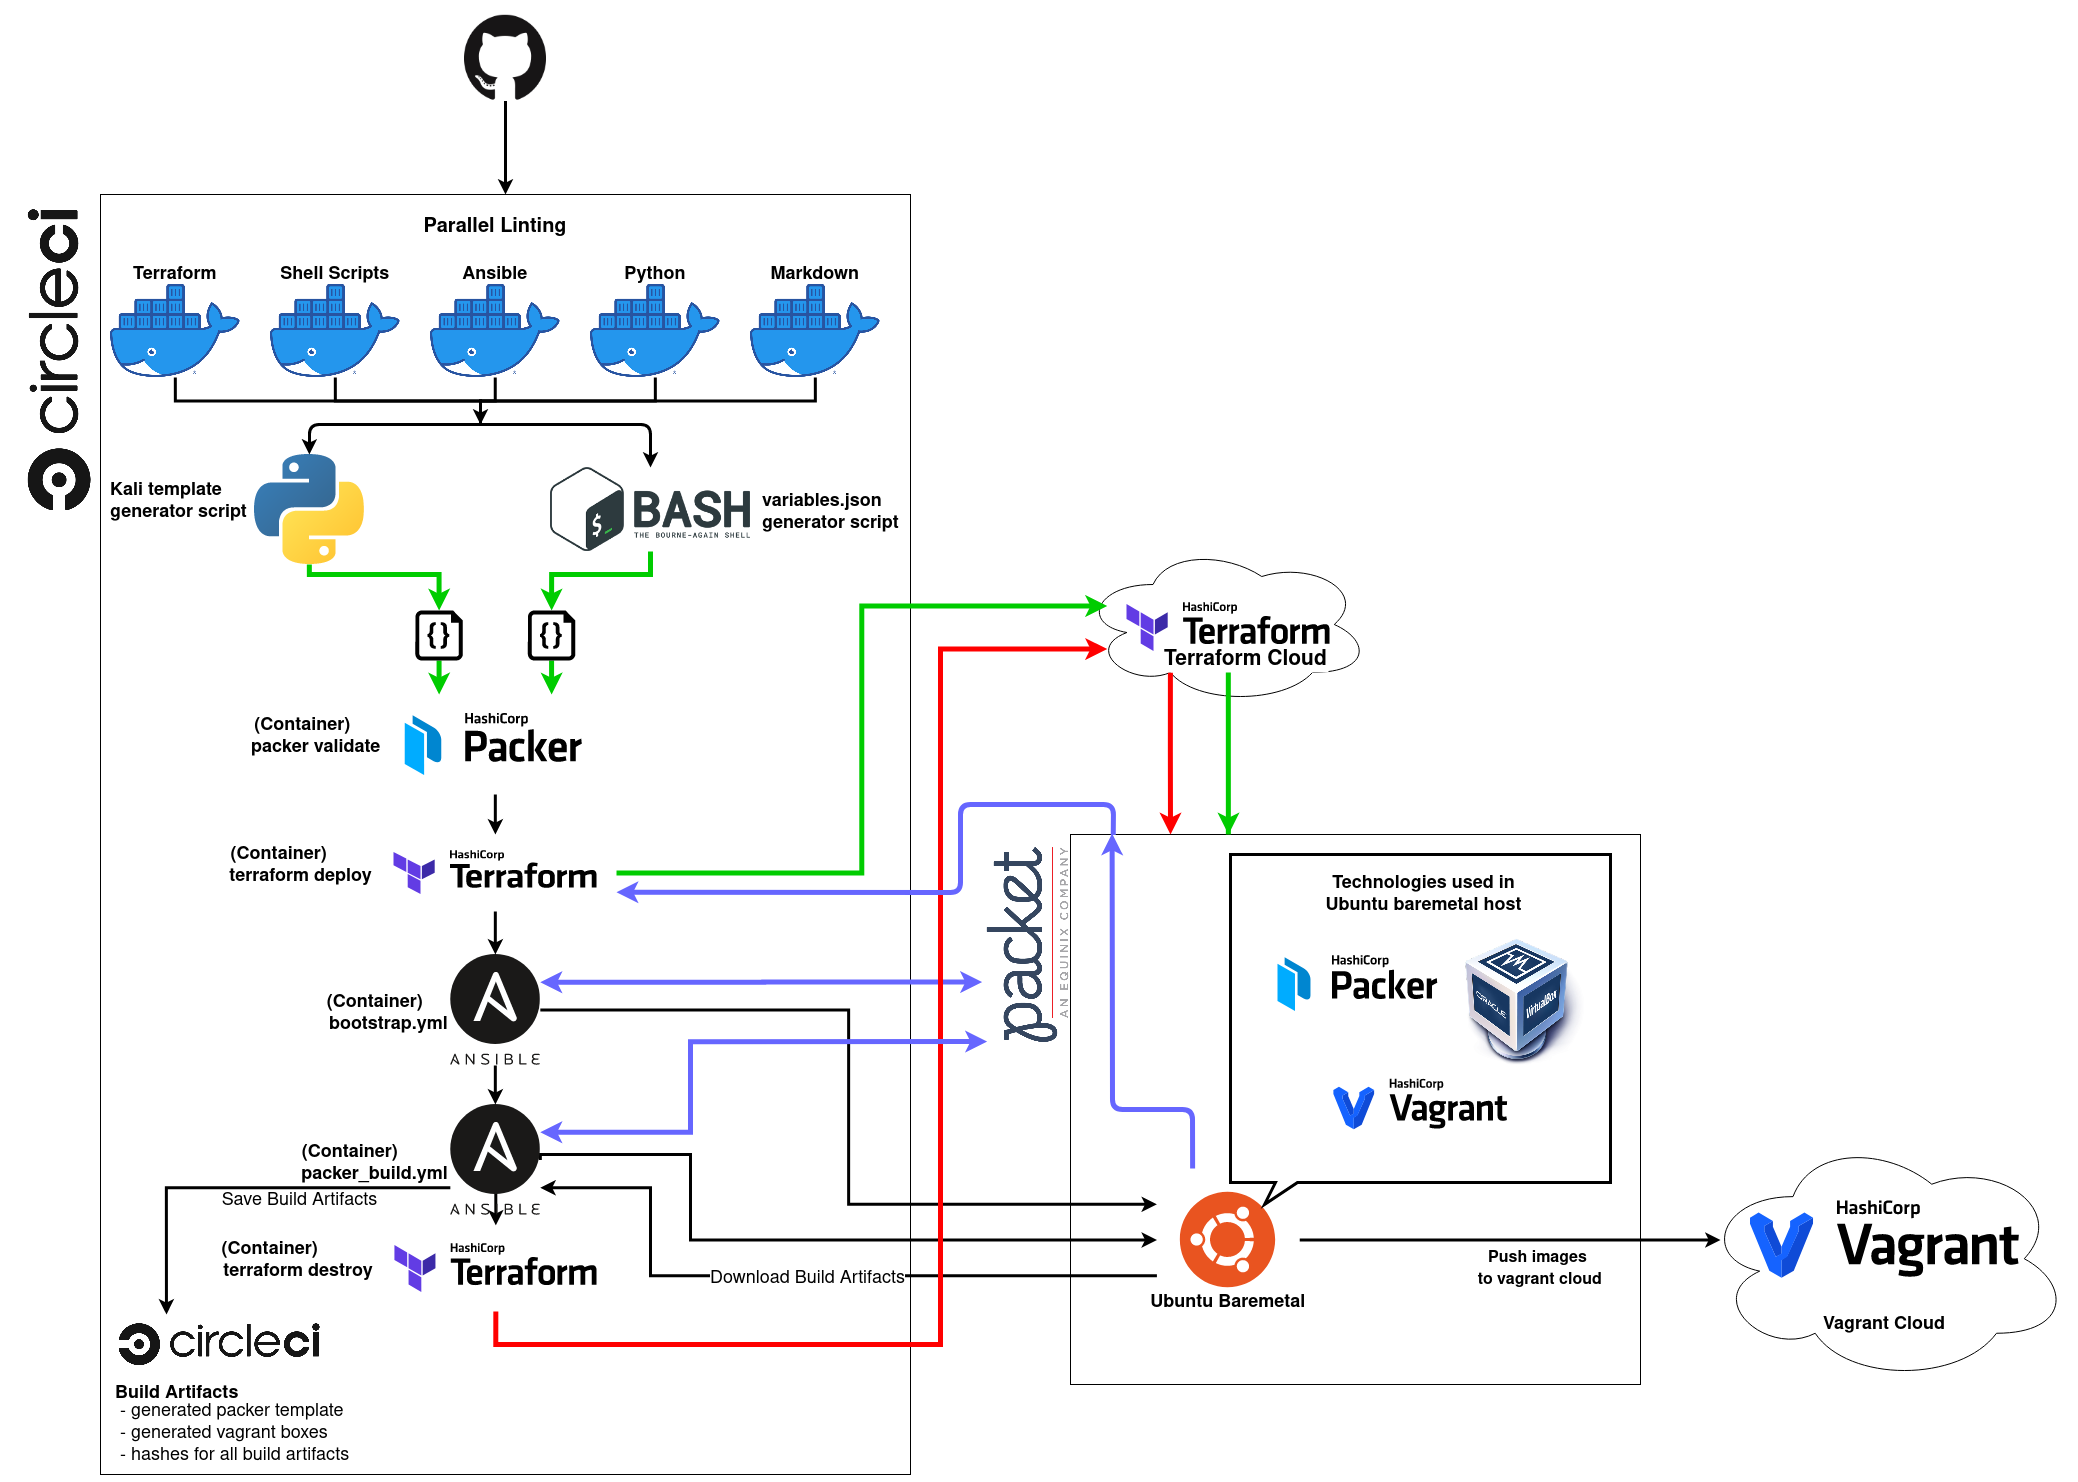 circleci
Parallel Linting
Terraform
Shell Scripts
Ansible
Python
Markdown
Kali template
generator script
$_
BASH
THE BOURNE-AGAIN SHELL
variables.json
generator script
{}
{}
(Container)
packer validate
HashiCorp
Packer
(Container)
terraform deploy
HashiCorp
Terraform
(Container)
bootstrap.yml
ANSIBLE
(Container)
packer_build.yml
ANSIBLE
Save Build Artifacts
(Container)
terraform destroy
HashiCorp
Terraform
Download Build Artifacts
circleci
Build Artifacts
- generated packer template
- generated vagrant boxes
- hashes for all build artifacts
HashiCorp
Terraform
Terraform Cloud
packet
AN EQUINIX COMPANY
Technologies used in
Ubuntu baremetal host
HashiCorp
Packer
ORACLE
VirtualBox
HashiCorp
Vagrant
Ubuntu Baremetal
Push images
to vagrant cloud
HashiCorp
Vagrant
Vagrant Cloud